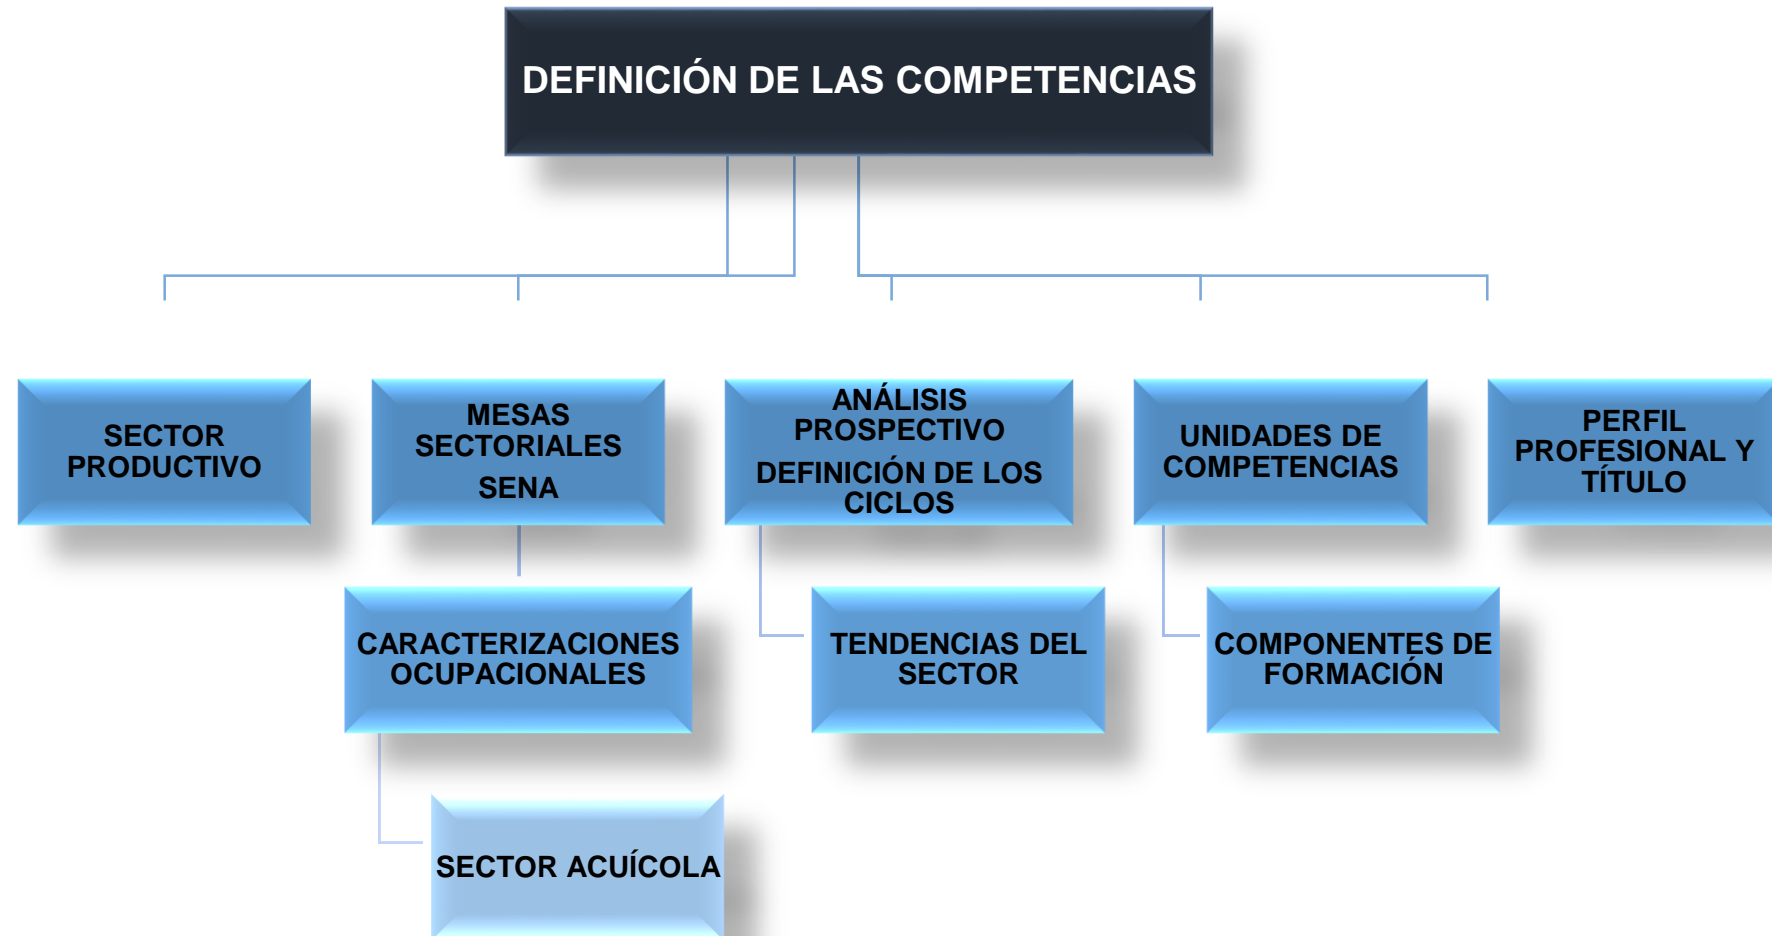 DEFINICIÓN DE LAS COMPETENCIAS
SECTOR
PRODUCTIVO
MESAS
SECTORIALES
SENA
ANÁLISIS
PROSPECTIVO
DEFINICIÓN DE LOS
CICLOS
UNIDADES DE
COMPETENCIAS
PERFIL
PROFESIONAL Y
TÍTULO
CARACTERIZACIONES
OCUPACIONALES
TENDENCIAS DEL
SECTOR
COMPONENTES DE
FORMACIÓN
SECTOR ACUÍCOLA